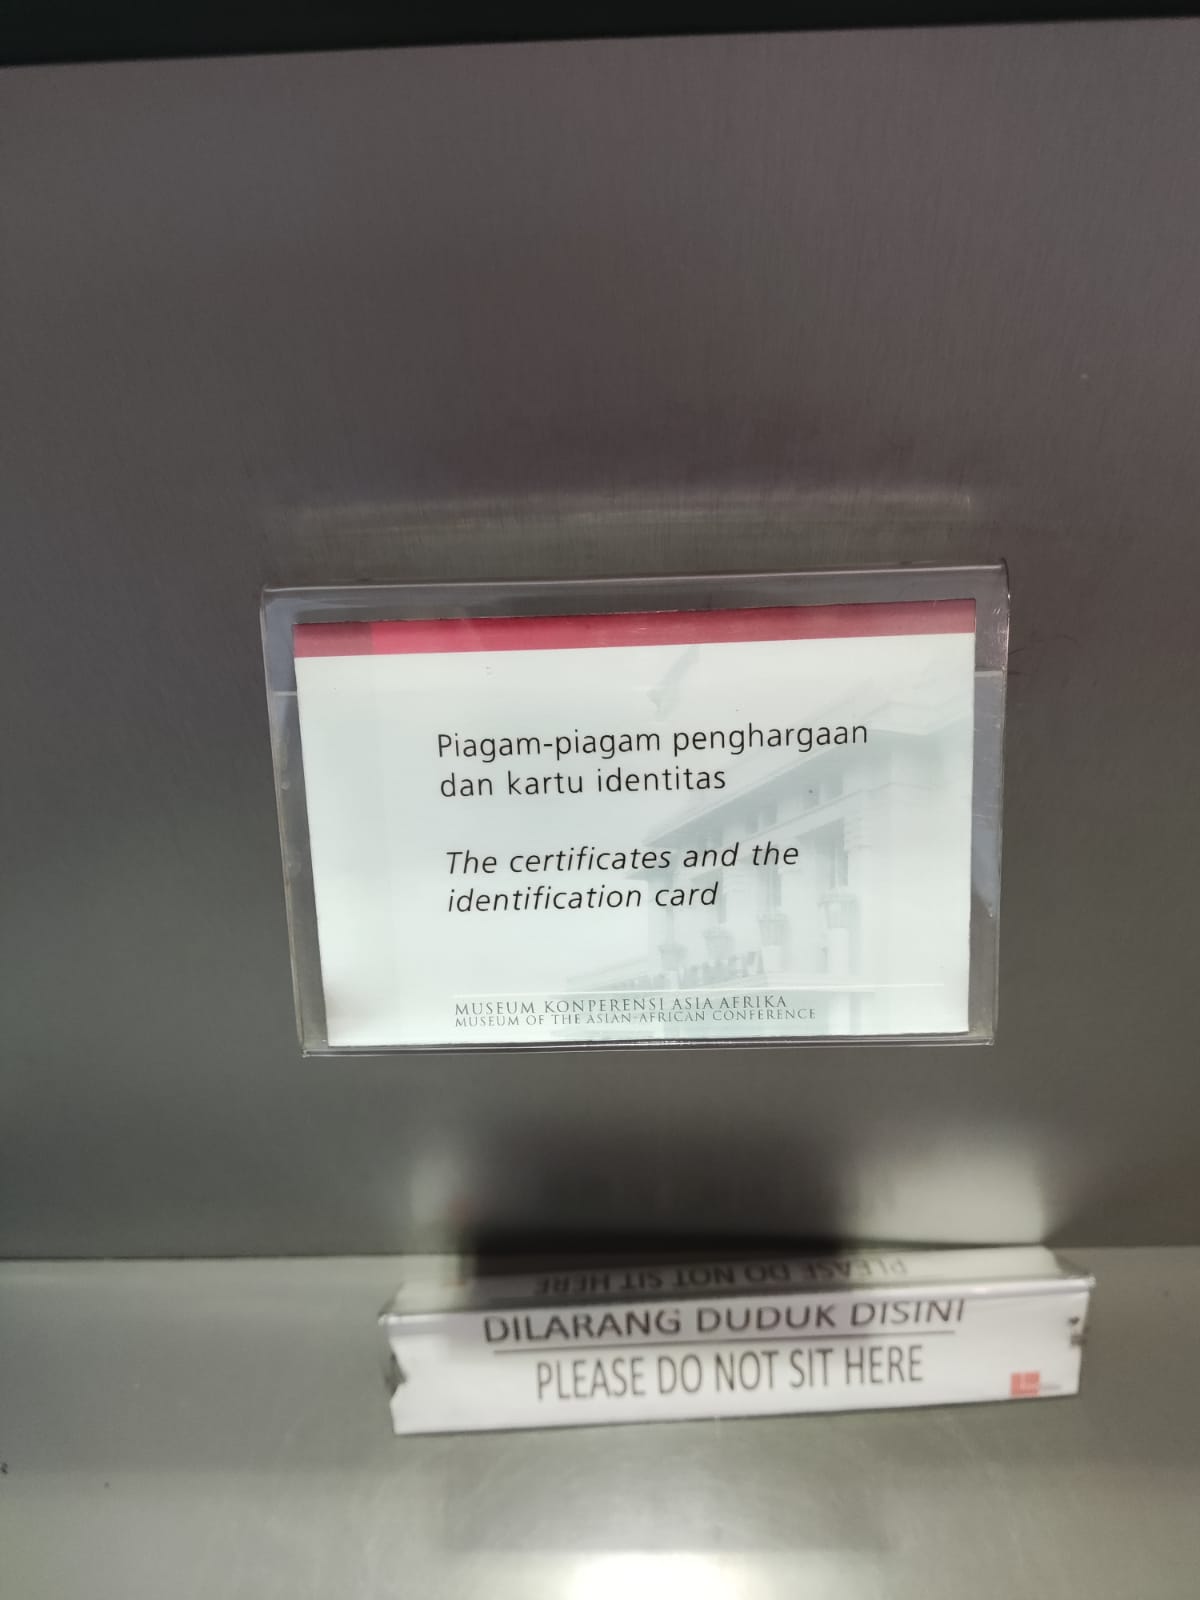 Piagam-piagam penghargaan
dan kartu identitas
The certificates and the
identification card
MUSEUM KONPERENSI ASIA AFRIKA
MUSEUM OF THE ASIAN-AFRICAN CONFERENCE
PLEASE DO NOT SIT HERE
DILARANG DUDUK DISINI
PLEASE DO NOT SIT HERE